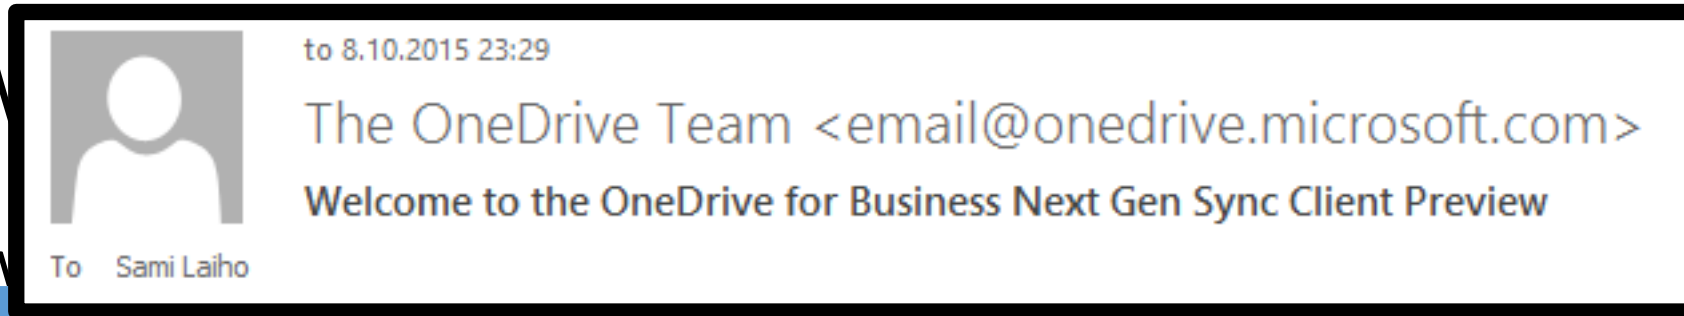 to 8.10.2015 23:29
The OneDrive Team <email@onedrive.microsoft.com>
Welcome to the OneDrive for Business Next Gen Sync Client Preview
To Sami Laiho